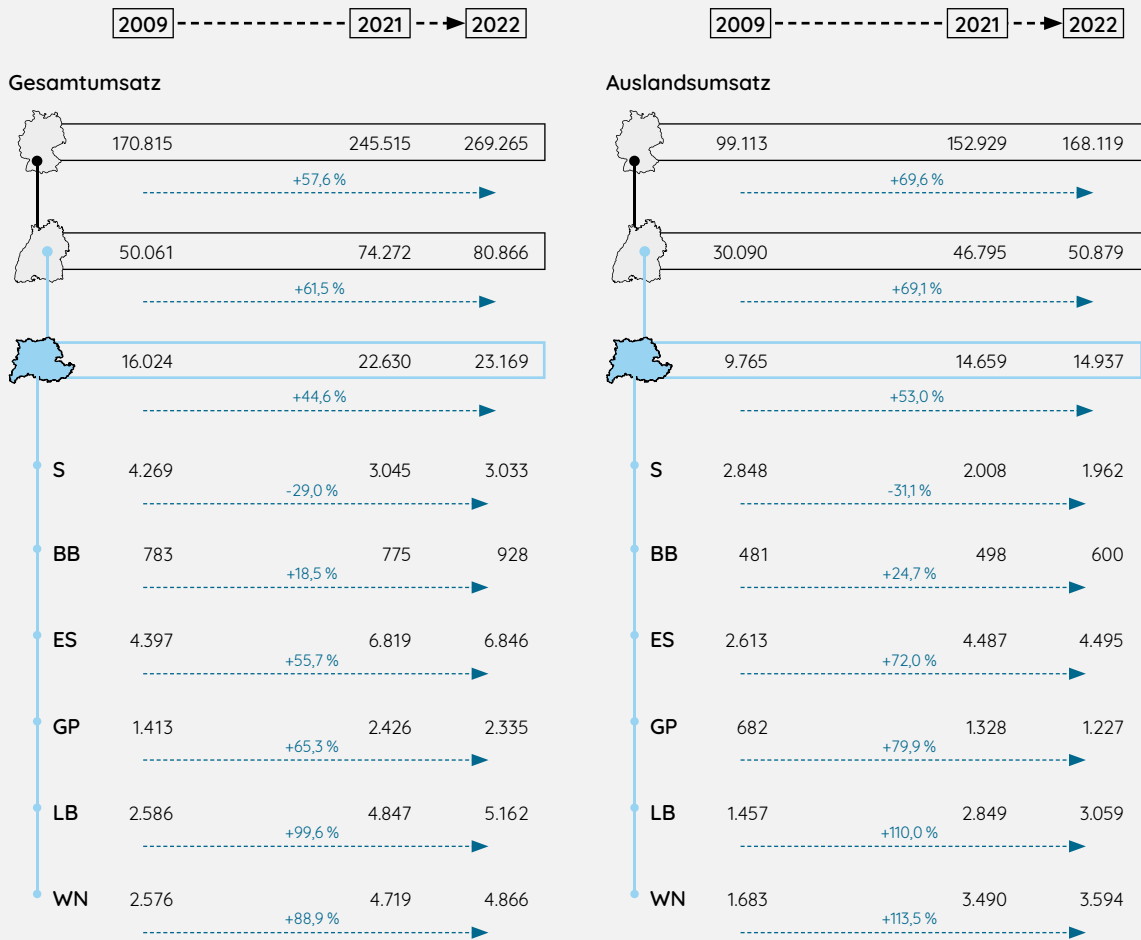 2009 2021 2022
Gesamtumsatz
170.815 245.515 269.265
+57,6 %
50.061 74.272 80.866
+61,5 %
16.024 22.630 23.169
+44,6 %
S 4.269 3.045 3.033
-29,0 %
BB 783 775 928
+18,5 %
ES 4.397 6.819 6.846
+55,7 %
GP 1.413 2.426 2.335
+65,3 %
LB 2.586 4.847 5.162
+99,6 %
WN 2.576 4.719 4.866
+88,9 %
2009 2021 2022
Auslandsumsatz
99.113 152.929 168.119
+69,6 %
30.090 46.795 50.879
+69,1 %
9.765 14.659 14.937
+53,0 %
S 2.848 2.008 1.962
-31,1 %
BB 481 498 600
+24,7 %
ES 2.613 4.487 4.495
+72,0 %
GP 682 1.328 1.227
+79,9 %
LB 1.457 2.849 3.059
+110,0 %
WN 1.683 3.490 3.594
+113,5 %